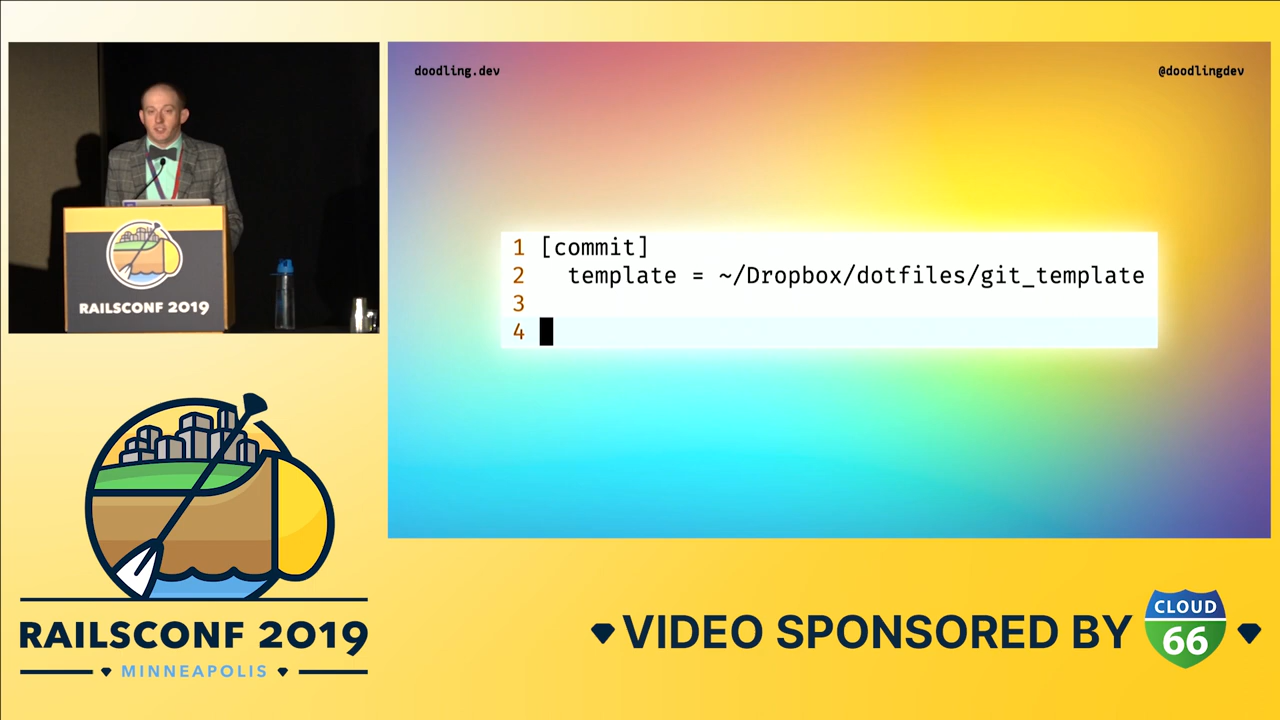 doodling.dev
@doodlingdev
1 [commit]
2 template = ~/Dropbox/dotfiles/git_template
3
4
RAILSCONF 2019
RAILSCONF 2019
MINNEAPOLIS
VIDEO SPONSORED BY
CLOUD
66